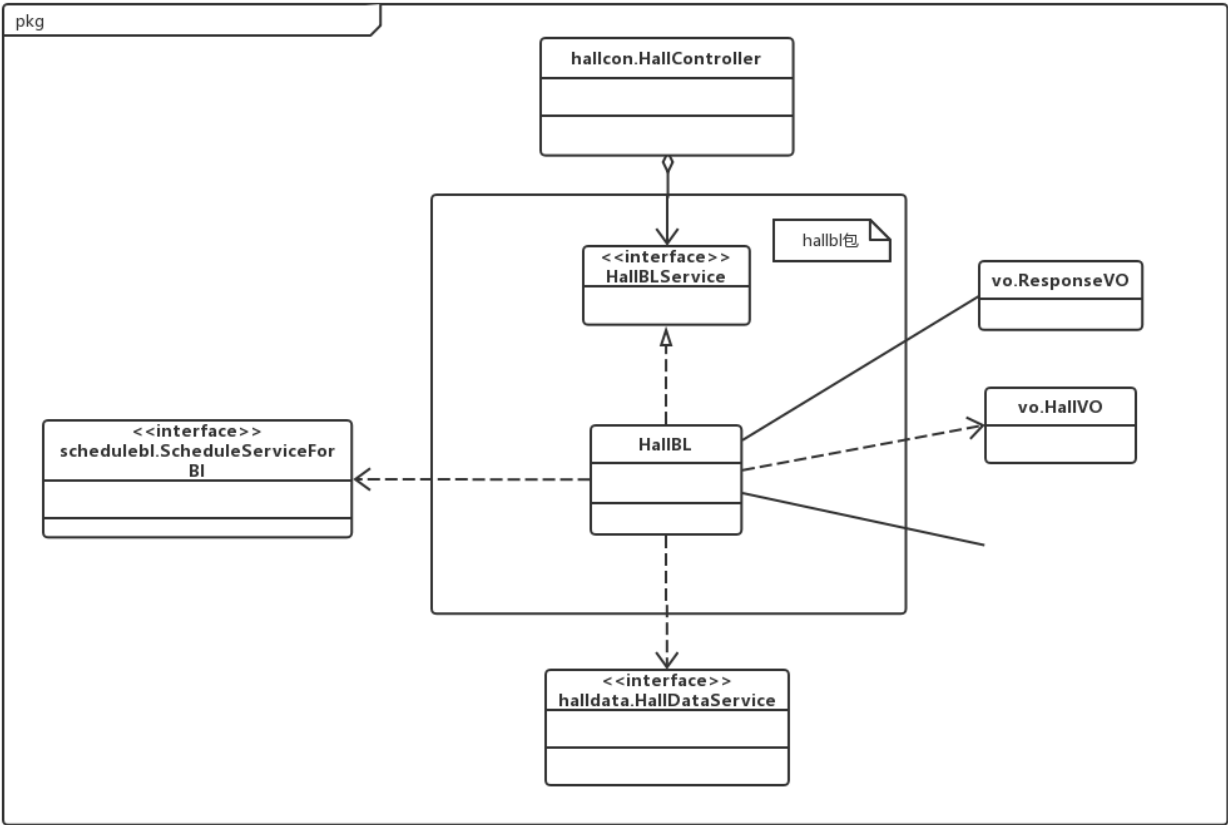 pkg
hallcon.HallController
hallbl包
<<interface>>
HallBLService
vo.ResponseVO
vo.HallVO
<<interface>>
schedulebl.ScheduleServiceFor
Bl
HallBL
<<interface>>
halldata.HallDataService